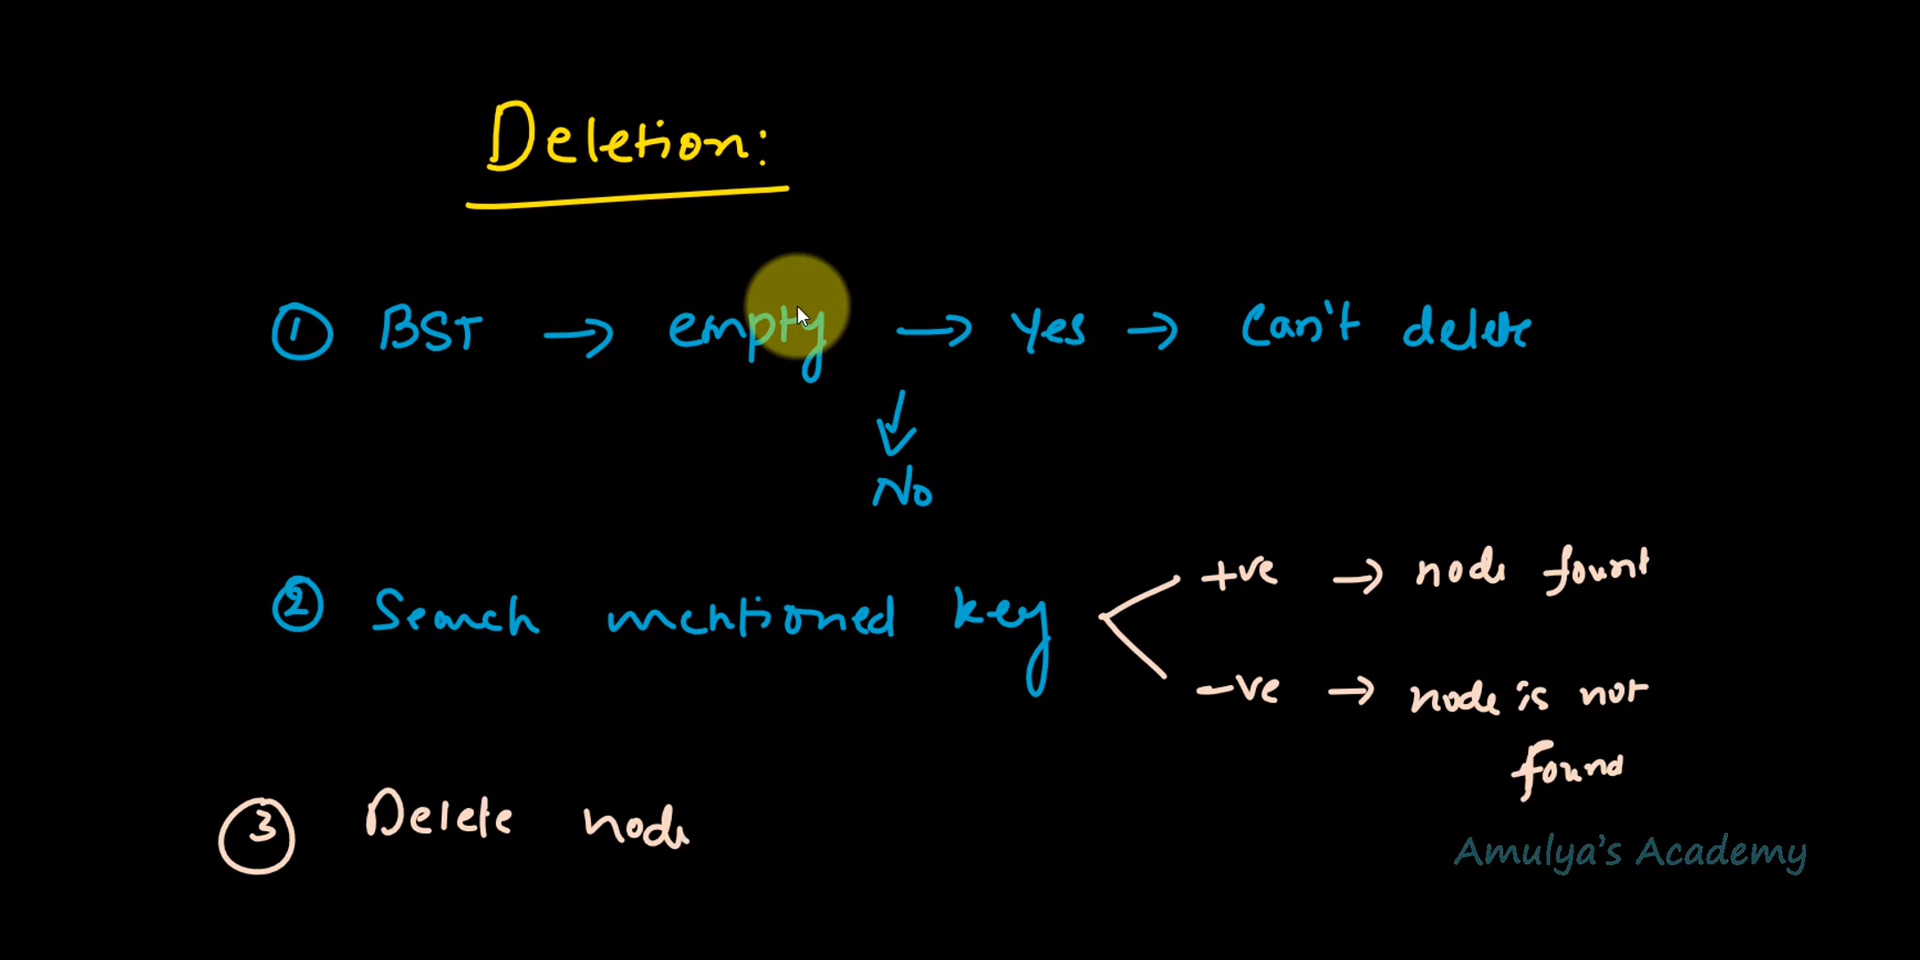 Deletion:
① BST → empty → Yes → Can't delete
↓
No
② Search mentioned key
+ve → node fount
-ve → node is not
found
③ Delete node
Amulya's Academy